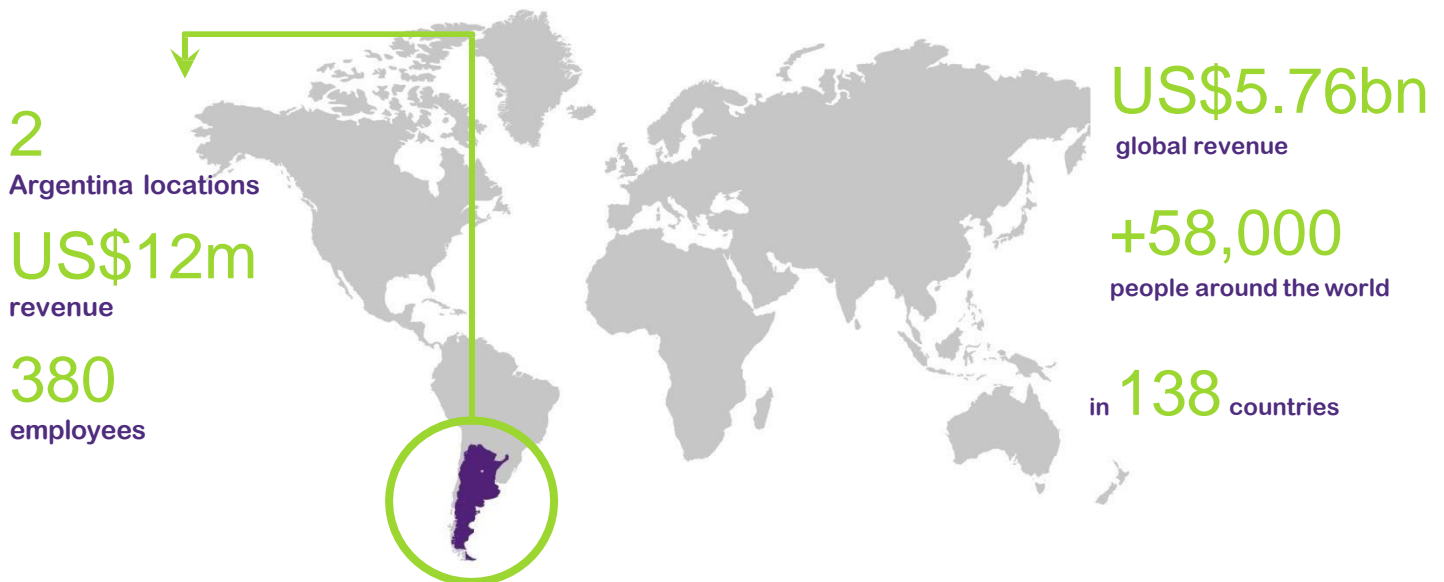 2
Argentina locations
US$12m
revenue
380
employees
US$5.76bn
global revenue
+58,000
people around the world
in 138 countries